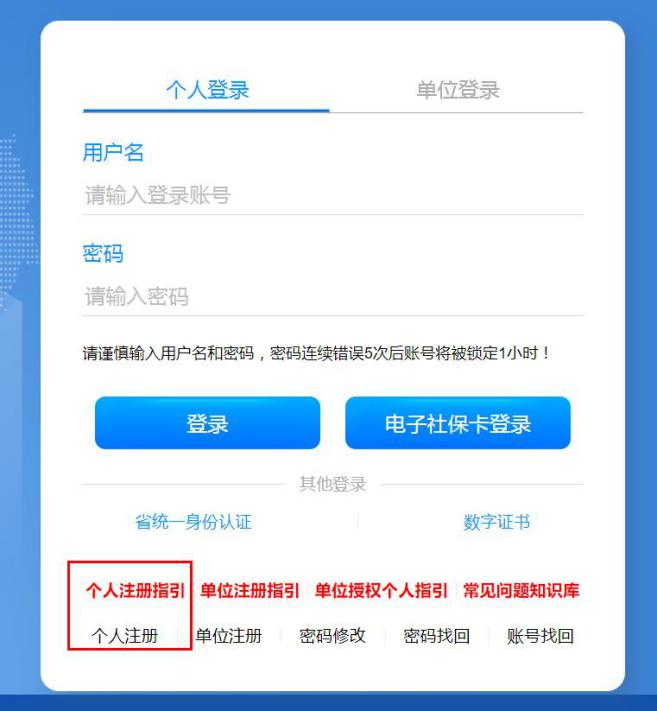 个人登录 单位登录
用户名
请输入登录账号
密码
请输入密码
请谨慎输入用户名和密码，密码连续错误5次后账号将被锁定1小时！
登录 电子社保卡登录
其他登录
省统一身份认证 数字证书
个人注册指引 单位注册指引 单位授权个人指引 常见问题知识库
个人注册 单位注册 密码修改 密码找回 账号找回